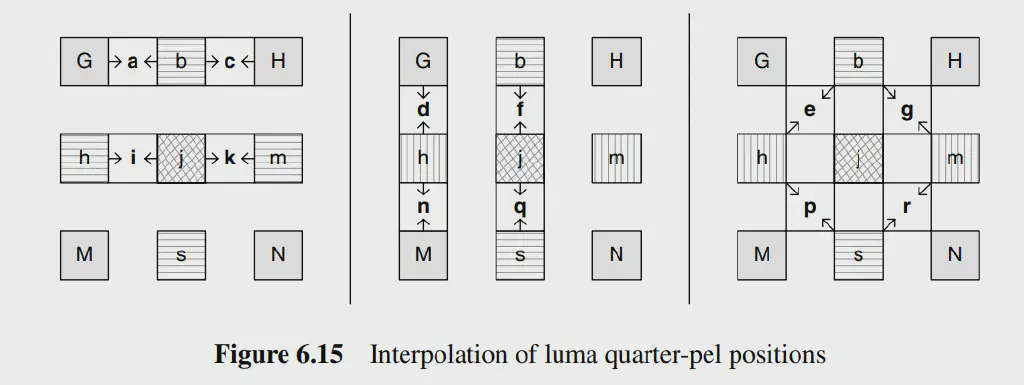 G a b c H
h i j k m
M s N
G b H
d f
h j m
n q
M s N
G b H
e g
h j m
p r
M s N
Figure 6.15 Interpolation of luma quarter-pel positions